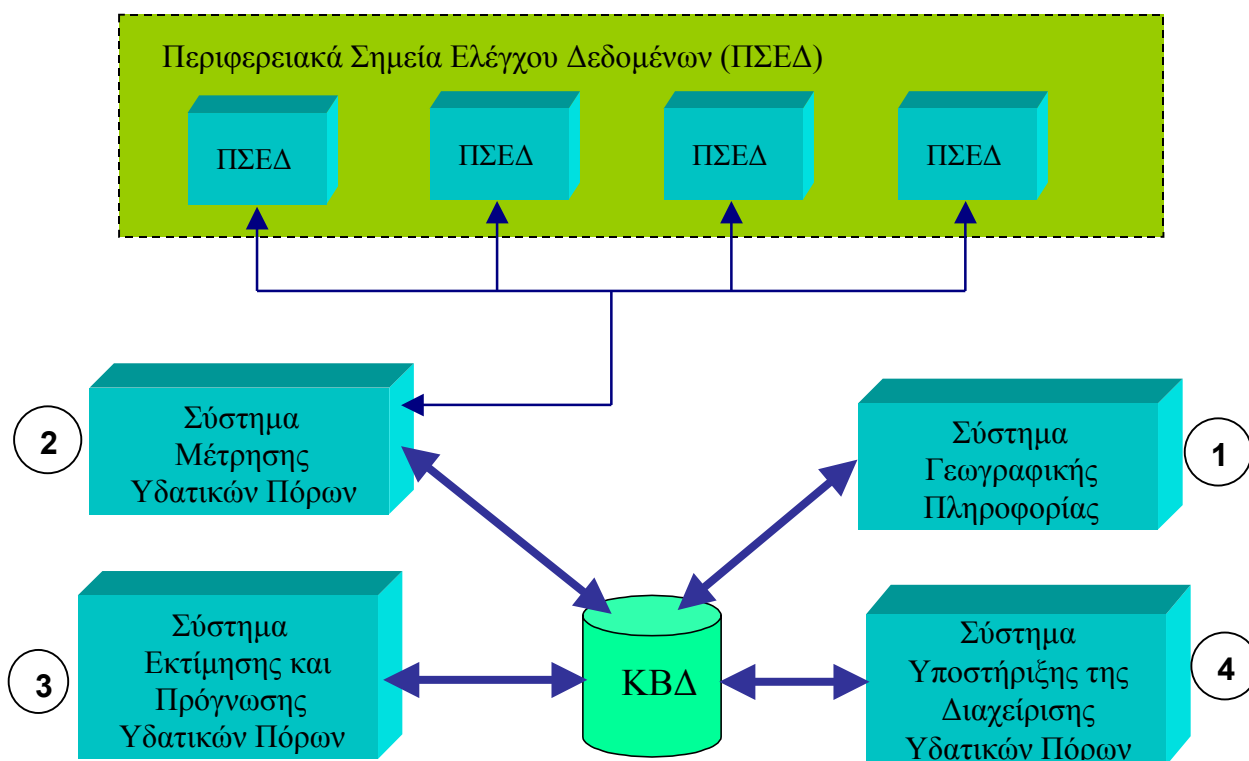 Περιφερειακά Σημεία Ελέγχου Δεδομένων (ΠΣΕΔ)
ΠΣΕΔ
ΠΣΕΔ
ΠΣΕΔ
ΠΣΕΔ
2
Σύστημα
Μέτρησης
Υδατικών Πόρων
Σύστημα
Γεωγραφικής
Πληροφορίας
1
3
Σύστημα
Εκτίμησης και
Πρόγνωσης
Υδατικών Πόρων
ΚΒΔ
Σύστημα
Υποστήριξης της
Διαχείρισης
Υδατικών Πόρων
4